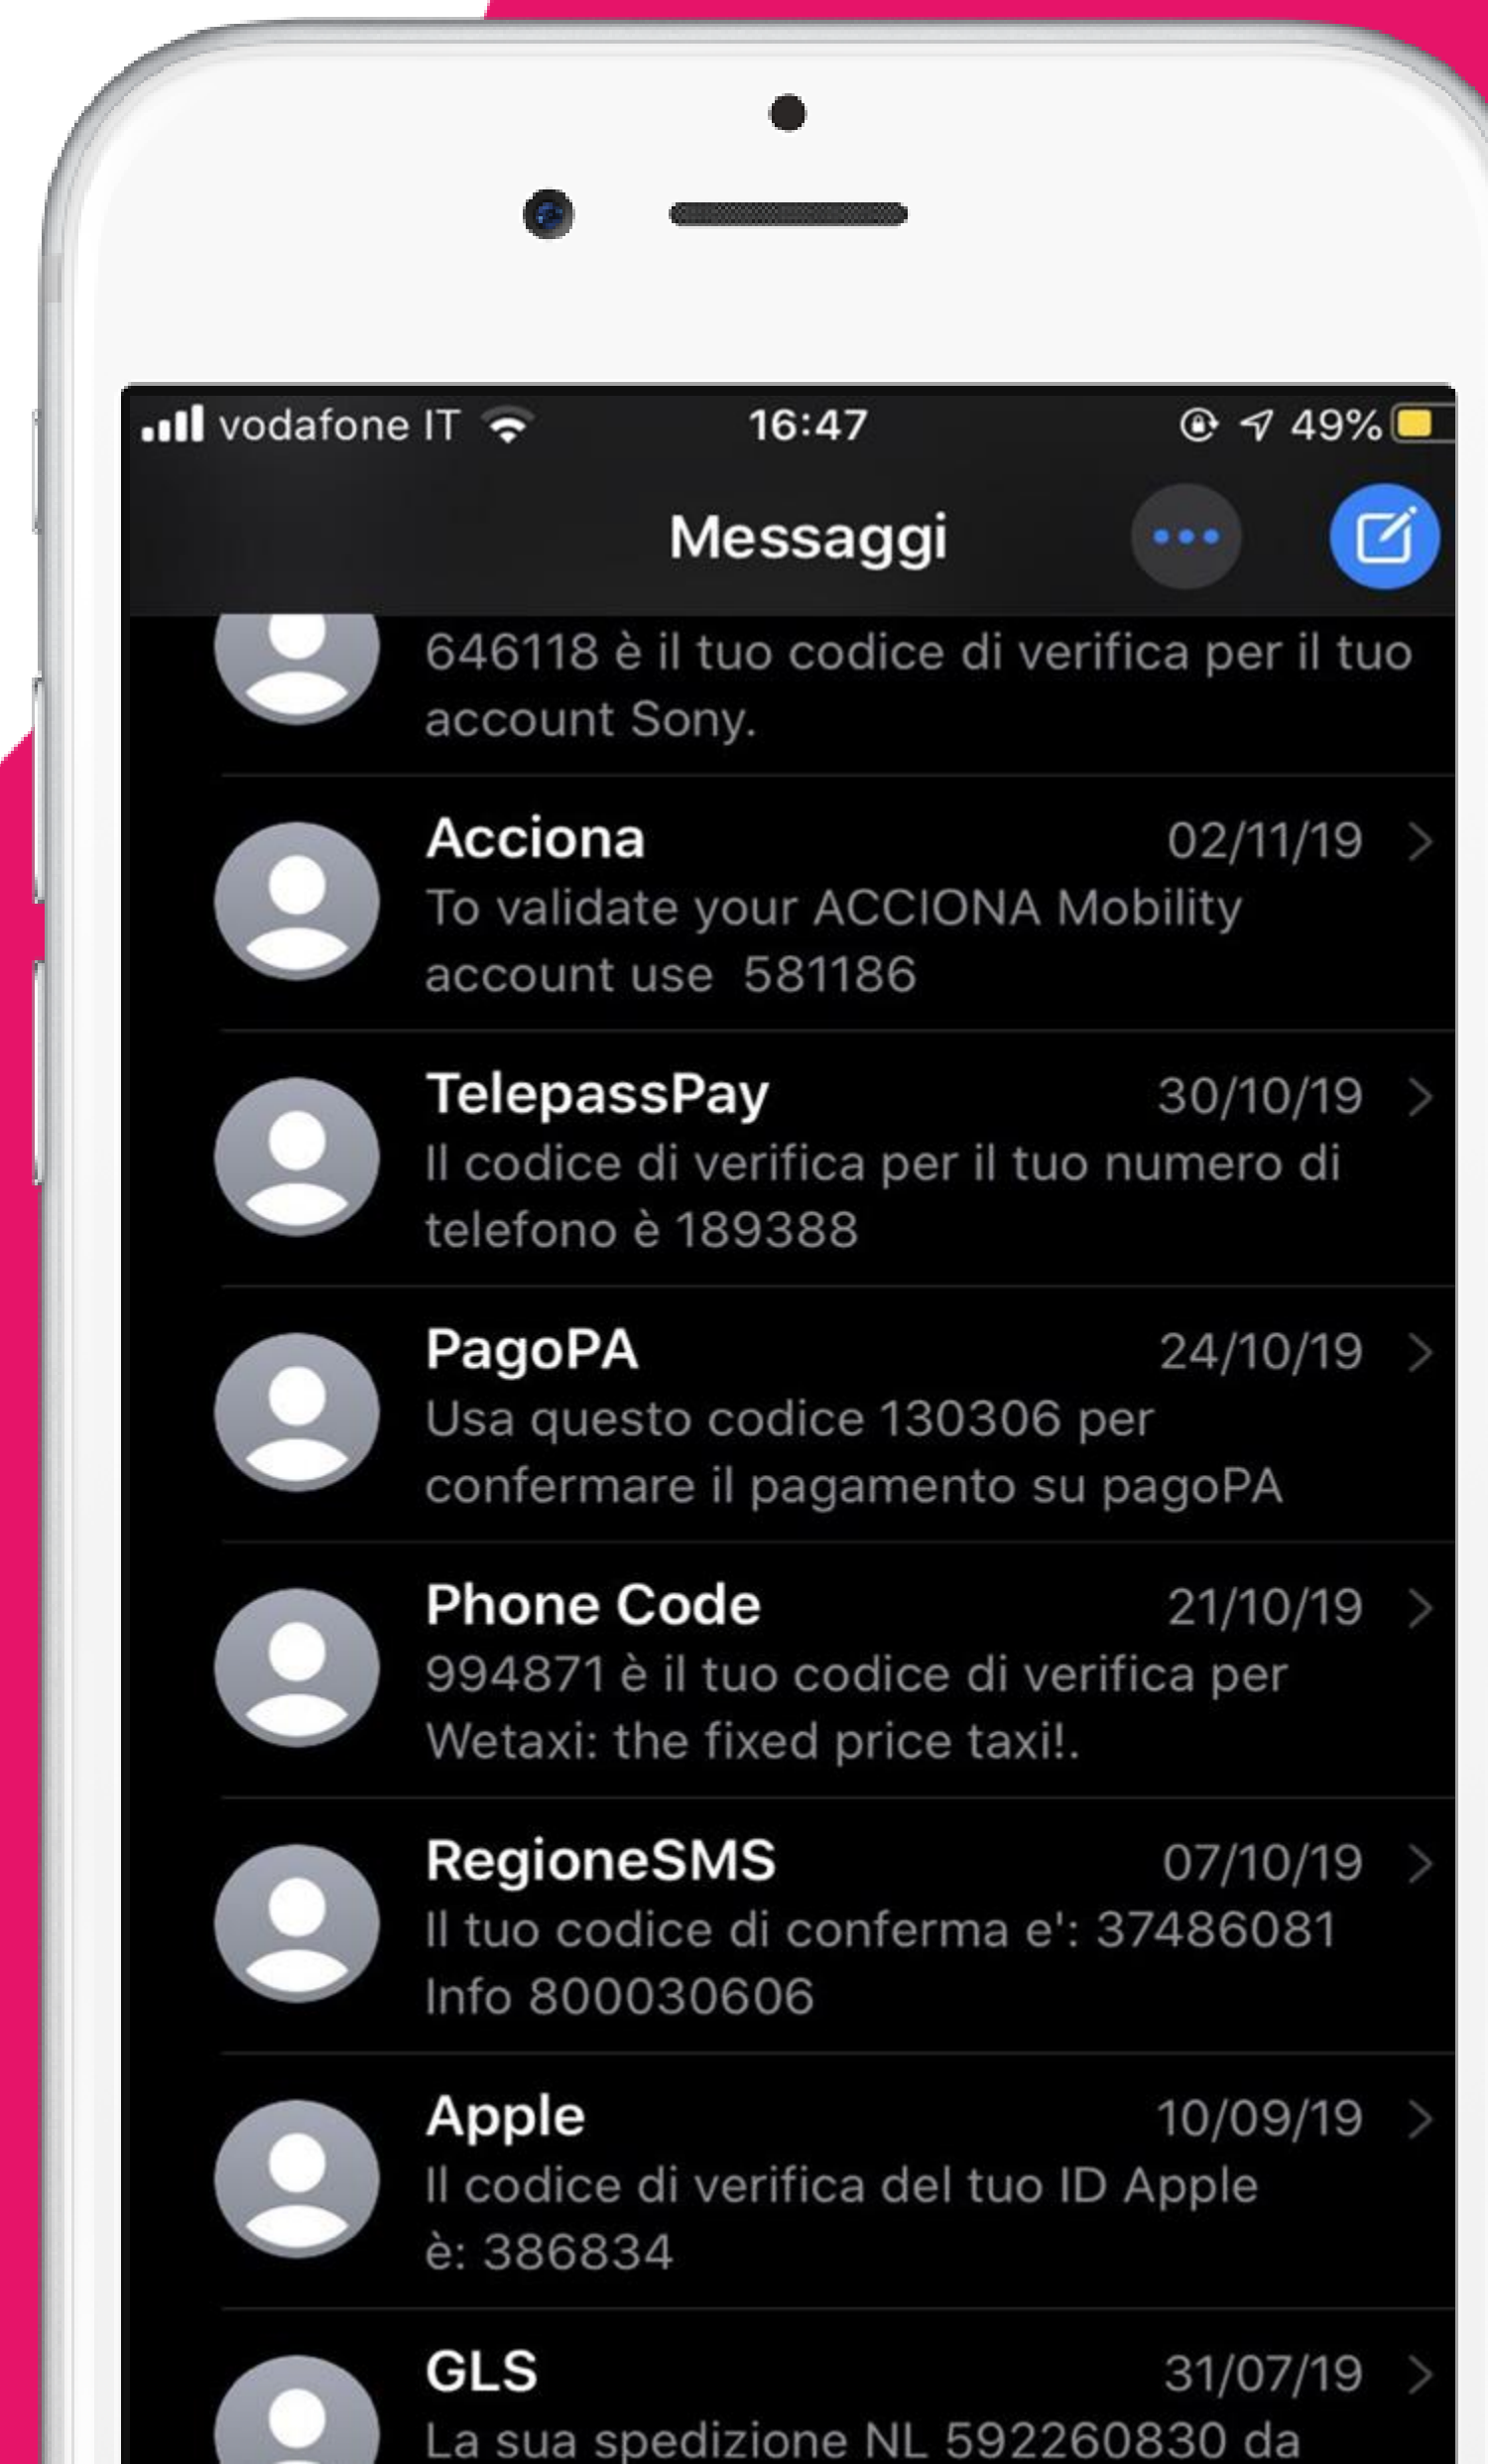 vodafone IT
16:47
49%
Messaggi
646118 è il tuo codice di verifica per il tuo
account Sony.
Acciona
02/11/19
To validate your ACCIONA Mobility
account use  581186
TelepassPay
30/10/19
Il codice di verifica per il tuo numero di
telefono è 189388
PagoPA
24/10/19
Usa questo codice 130306 per
confermare il pagamento su pagoPA
Phone Code
21/10/19
994871 è il tuo codice di verifica per
Wetaxi: the fixed price taxi!.
RegioneSMS
07/10/19
Il tuo codice di conferma e': 37486081
Info 800030606
Apple
10/09/19
Il codice di verifica del tuo ID Apple
è: 386834
GLS
31/07/19
La sua spedizione NL 592260830 da